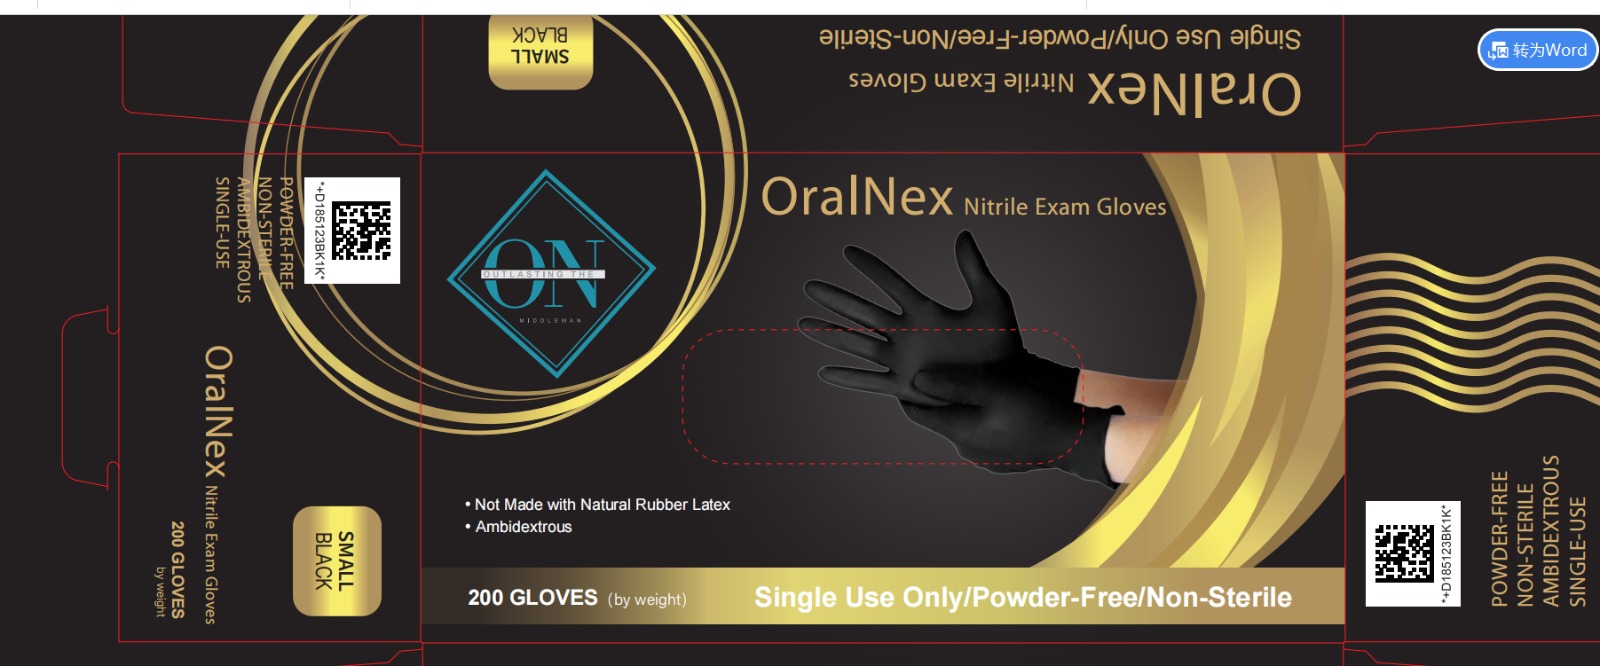 SMALL
BLACK
OralNex Nitrile Exam Gloves
Single Use Only/Powder-Free/Non-Sterile
转为Word
POWDER-FREE
NON-STERILE
AMBIDEXTROUS
SINGLE-USE
*+D185123BK1K*
OralNex Nitrile Exam Gloves
200 GLOVES
by weight
SMALL
BLACK
ON
OUTLASTING THE
MIDDLEMAN
OralNex Nitrile Exam Gloves
• Not Made with Natural Rubber Latex
• Ambidextrous
200 GLOVES (by weight)
Single Use Only/Powder-Free/Non-Sterile
*+D185123BK1K*
POWDER-FREE
NON-STERILE
AMBIDEXTROUS
SINGLE-USE